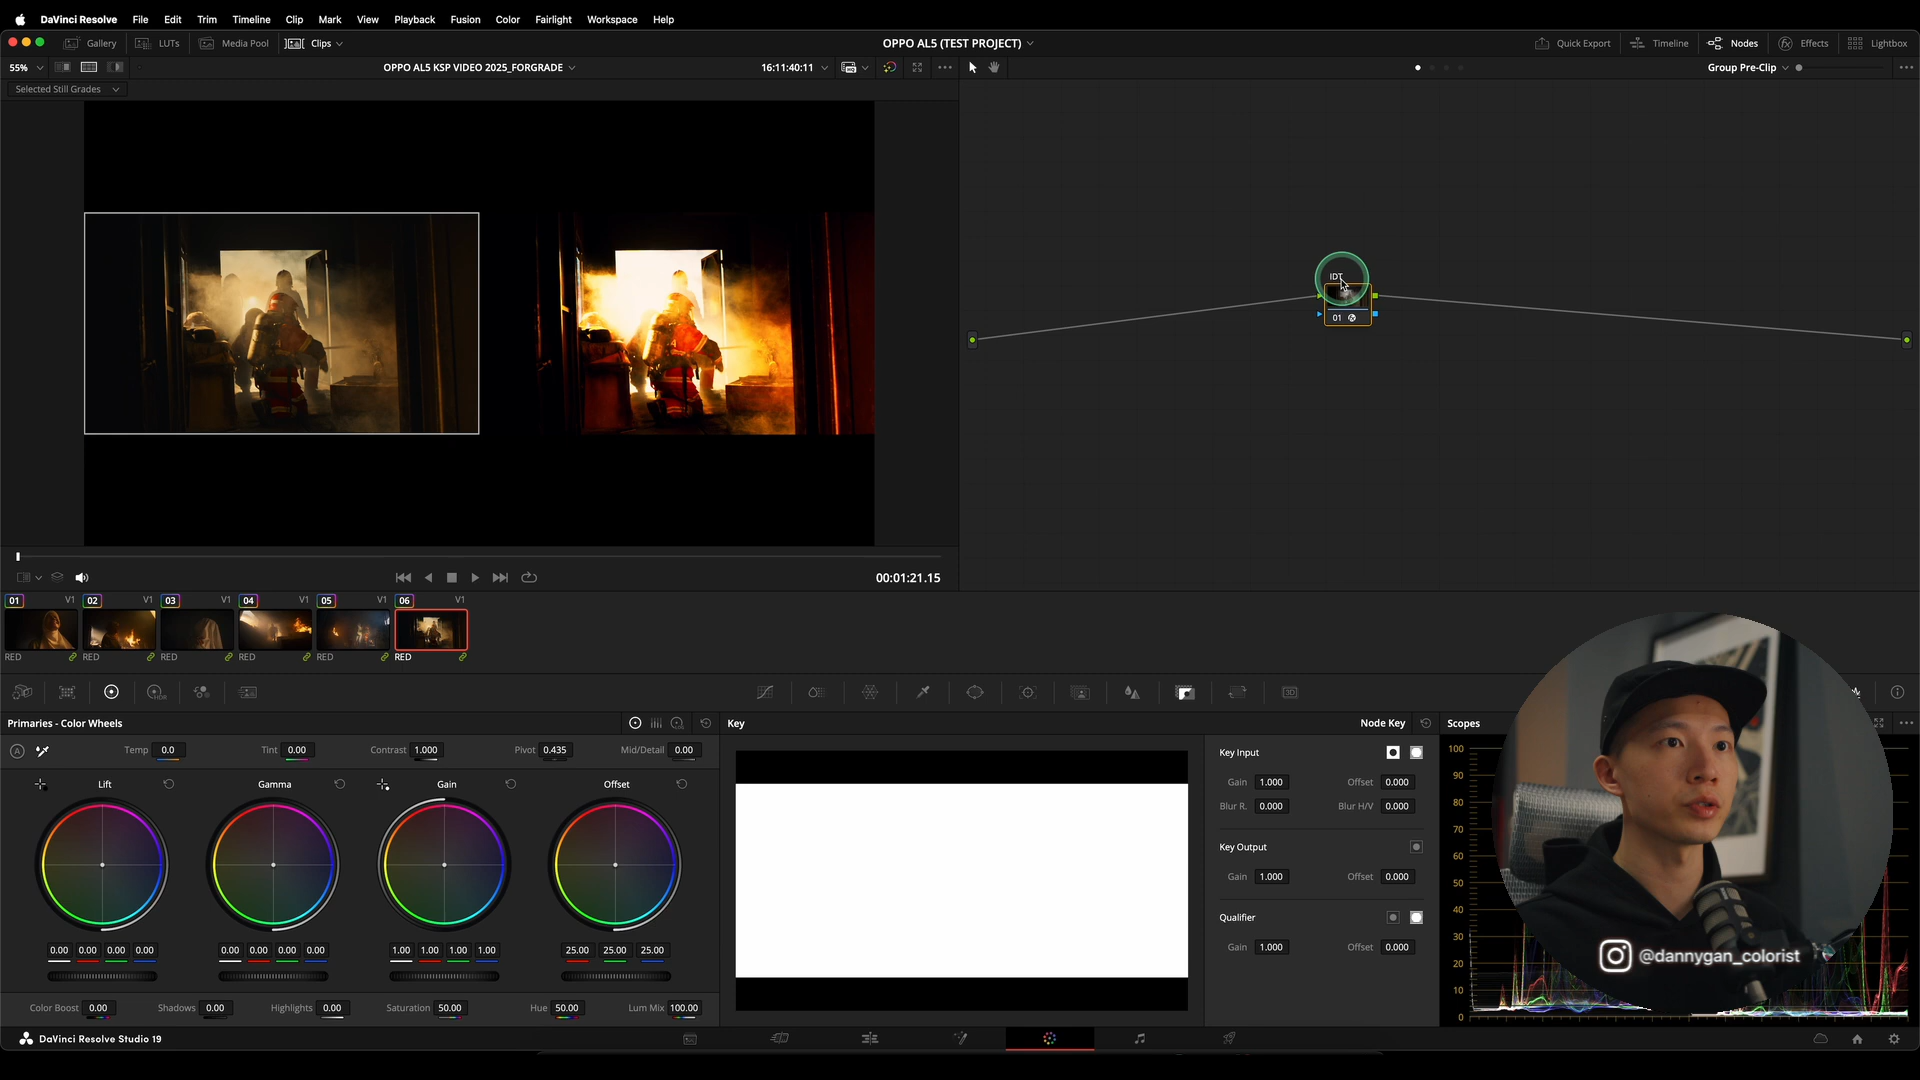 DaVinci Resolve File Edit Trim Timeline Clip Mark View Playback Fusion Color Fairlight Workspace Help
Gallery LUTs Media Pool Clips OPPO AL5 (TEST PROJECT) Quick Export Timeline Nodes Effects Lightbox
55% OPPO AL5 KSP VIDEO 2025_FORGRADE 16:11:40:11 Group Pre-Clip
Selected Still Grades
IDT
01
00:01:21.15
01 V1 02 V1 03 V1 04 V1 05 V1 06 V1
RED RED RED RED RED RED
HDR
3D
Primaries - Color Wheels Key Node Key Scopes
A Temp 0.0 Tint 0.00 Contrast 1.000 Pivot 0.435 Mid/Detail 0.00
Lift Gamma Gain Offset
0.00 0.00 0.00 0.00 0.00 0.00 0.00 0.00 1.00 1.00 1.00 1.00 25.00 25.00 25.00
Color Boost 0.00 Shadows 0.00 Highlights 0.00 Saturation 50.00 Hue 50.00 Lum Mix 100.00
Key Input
Gain 1.000 Offset 0.000
Blur R. 0.000 Blur H/V 0.000
Key Output
Gain 1.000 Offset 0.000
Qualifier
Gain 1.000 Offset 0.000
100
90
80
70
60
50
40
30
20
10
0
@dannygan_colorist
DaVinci Resolve Studio 19